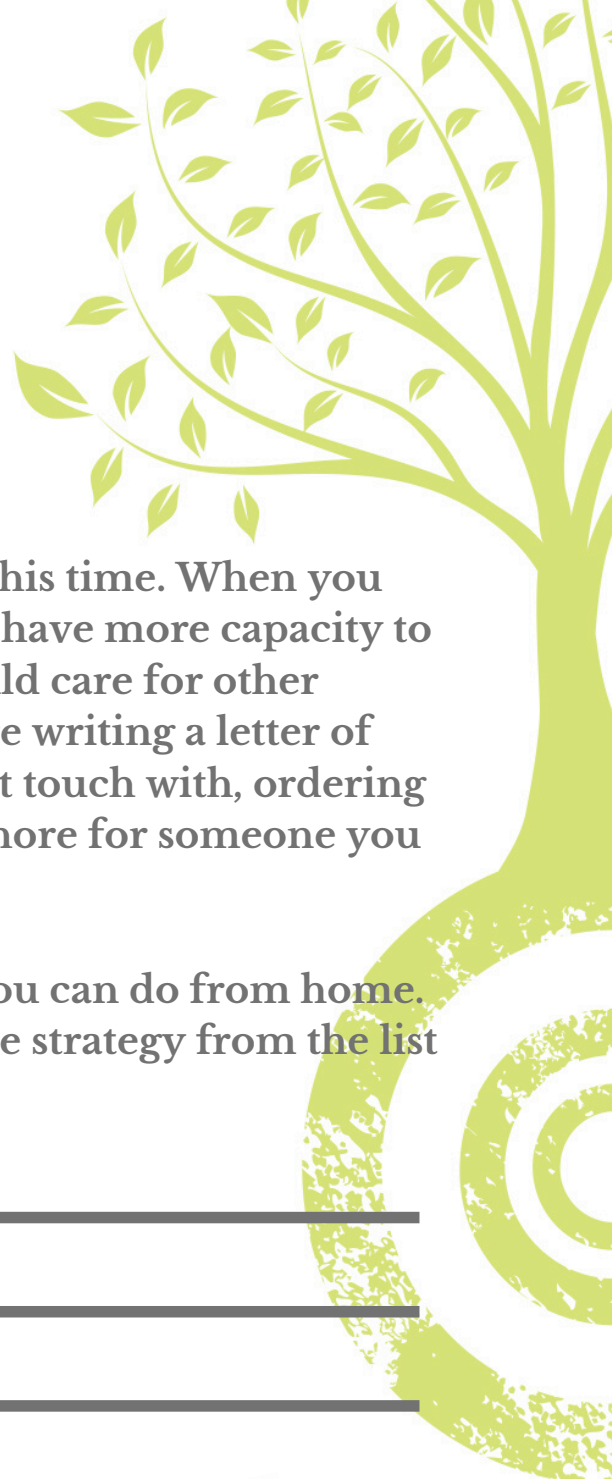 his time. When you
have more capacity to
ld care for other
e writing a letter of
t touch with, ordering
nore for someone you
ou can do from home.
e strategy from the list